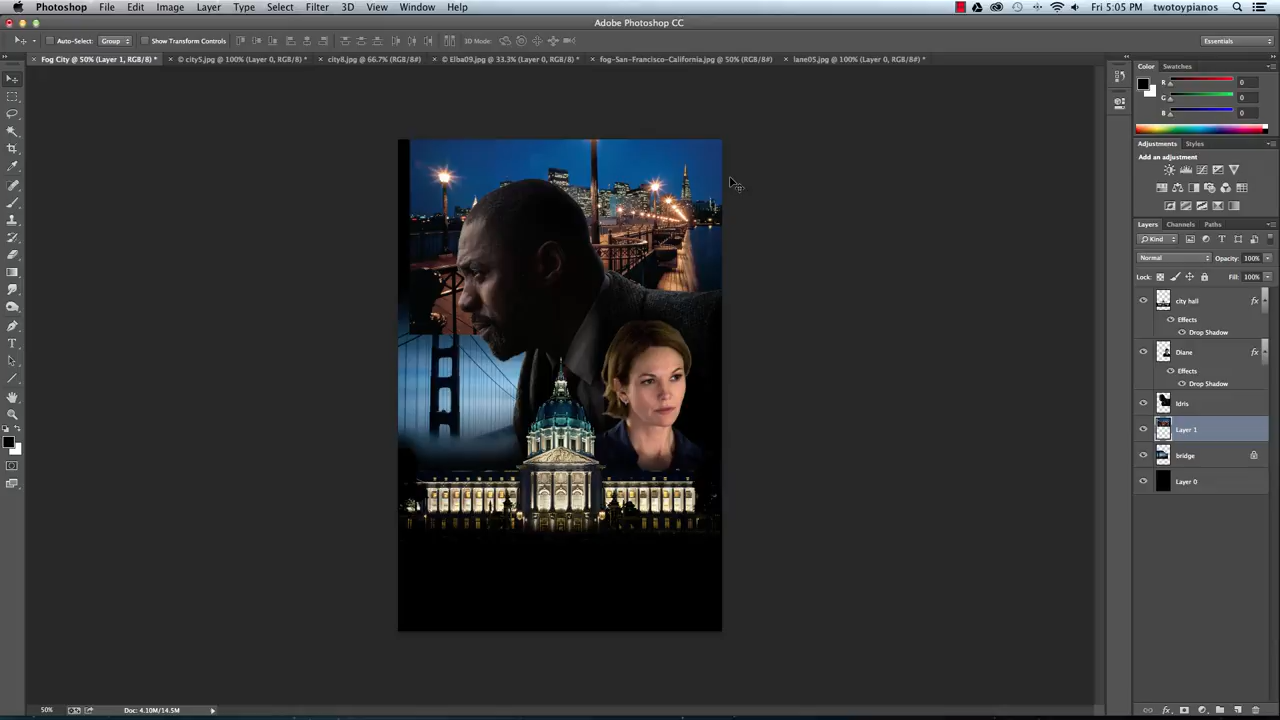 Photoshop File Edit Image Layer Type Select Filter 3D View Window Help Fri 5:05 PM twotoypianos
Adobe Photoshop CC
Auto-Select: Group Show Transform Controls 3D Mode: Essentials
× Fog City @ 50% (Layer 1, RGB/8) * × © city5.jpg @ 100% (Layer 0, RGB/8) * × city8.jpg @ 66.7% (RGB/8#) × © Elba09.jpg @ 33.3% (Layer 0, RGB/8) * × fog-San-Francisco-California.jpg @ 50% (RGB/8#) × lane05.jpg @ 100% (Layer 0, RGB/8#) *
Color Swatches
R 0
G 0
B 0
Adjustments Styles
Add an adjustment
Layers Channels Paths
Kind
Normal Opacity: 100%
Lock: Fill: 100%
city hall fx
Effects
Drop Shadow
Diane fx
Effects
Drop Shadow
Idris
Layer 1
bridge
Layer 0
50% Doc: 4.10M/14.5M